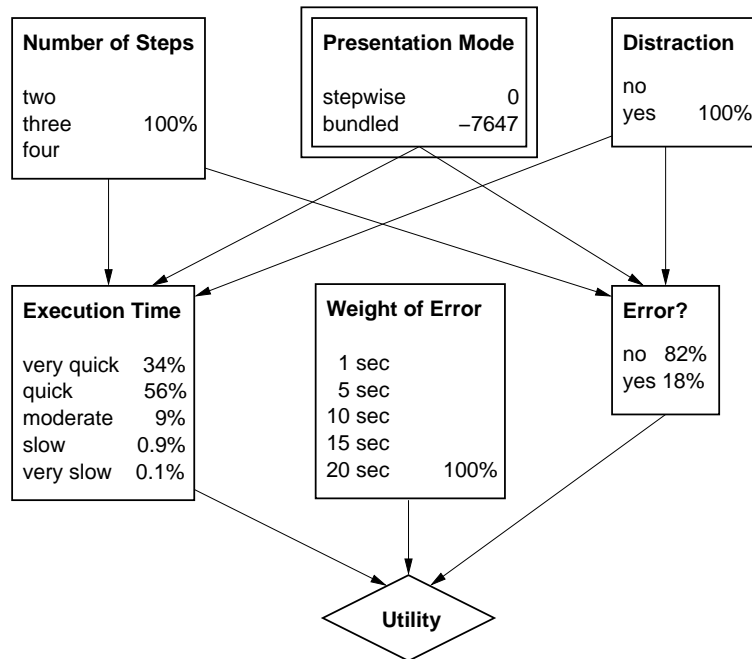 Number of Steps
two
three 100%
four
Presentation Mode
stepwise 0
bundled −7647
Distraction
no
yes 100%
Execution Time
very quick 34%
quick 56%
moderate 9%
slow 0.9%
very slow 0.1%
Weight of Error
1 sec
5 sec
10 sec
15 sec
20 sec 100%
Error?
no 82%
yes 18%
Utility